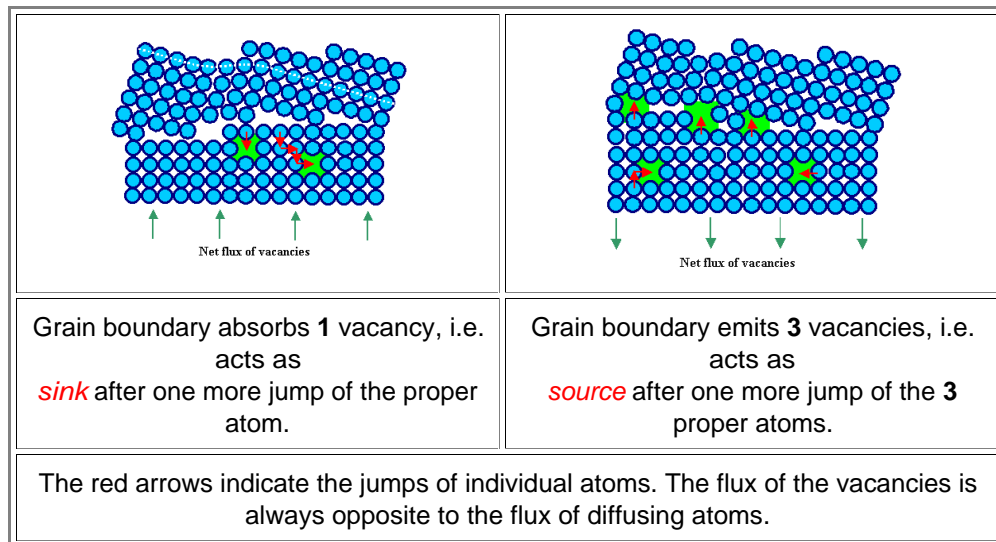 Net flux of vacancies
Net flux of vacancies
Grain boundary absorbs 1 vacancy, i.e.
acts as
sink after one more jump of the proper
atom.
Grain boundary emits 3 vacancies, i.e.
acts as
source after one more jump of the 3
proper atoms.
The red arrows indicate the jumps of individual atoms. The flux of the vacancies is
always opposite to the flux of diffusing atoms.